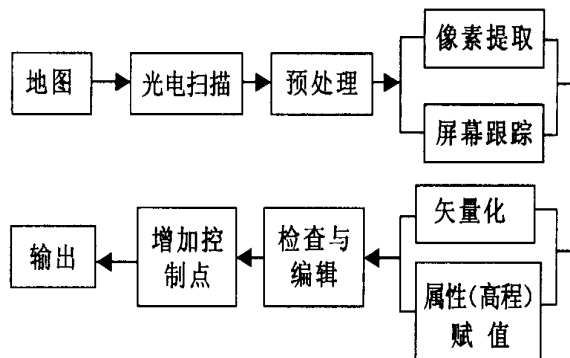 地图
光电扫描
预处理
像素提取
屏幕跟踪
矢量化
属性(高程)
赋值
检查与
编辑
增加控
制点
输出